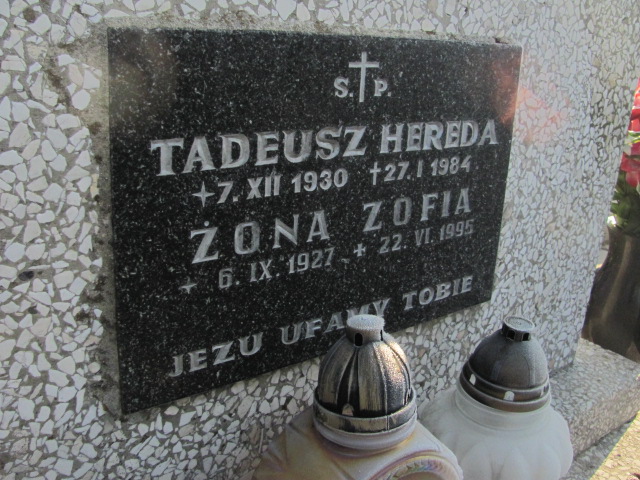 Ś. P.
TADEUSZ HEREDA
7. XII 1930 27. I 1984
ŻONA ZOFIA
6. IX. 1927 22. VI. 1995
JEZU UFAMY TOBIE